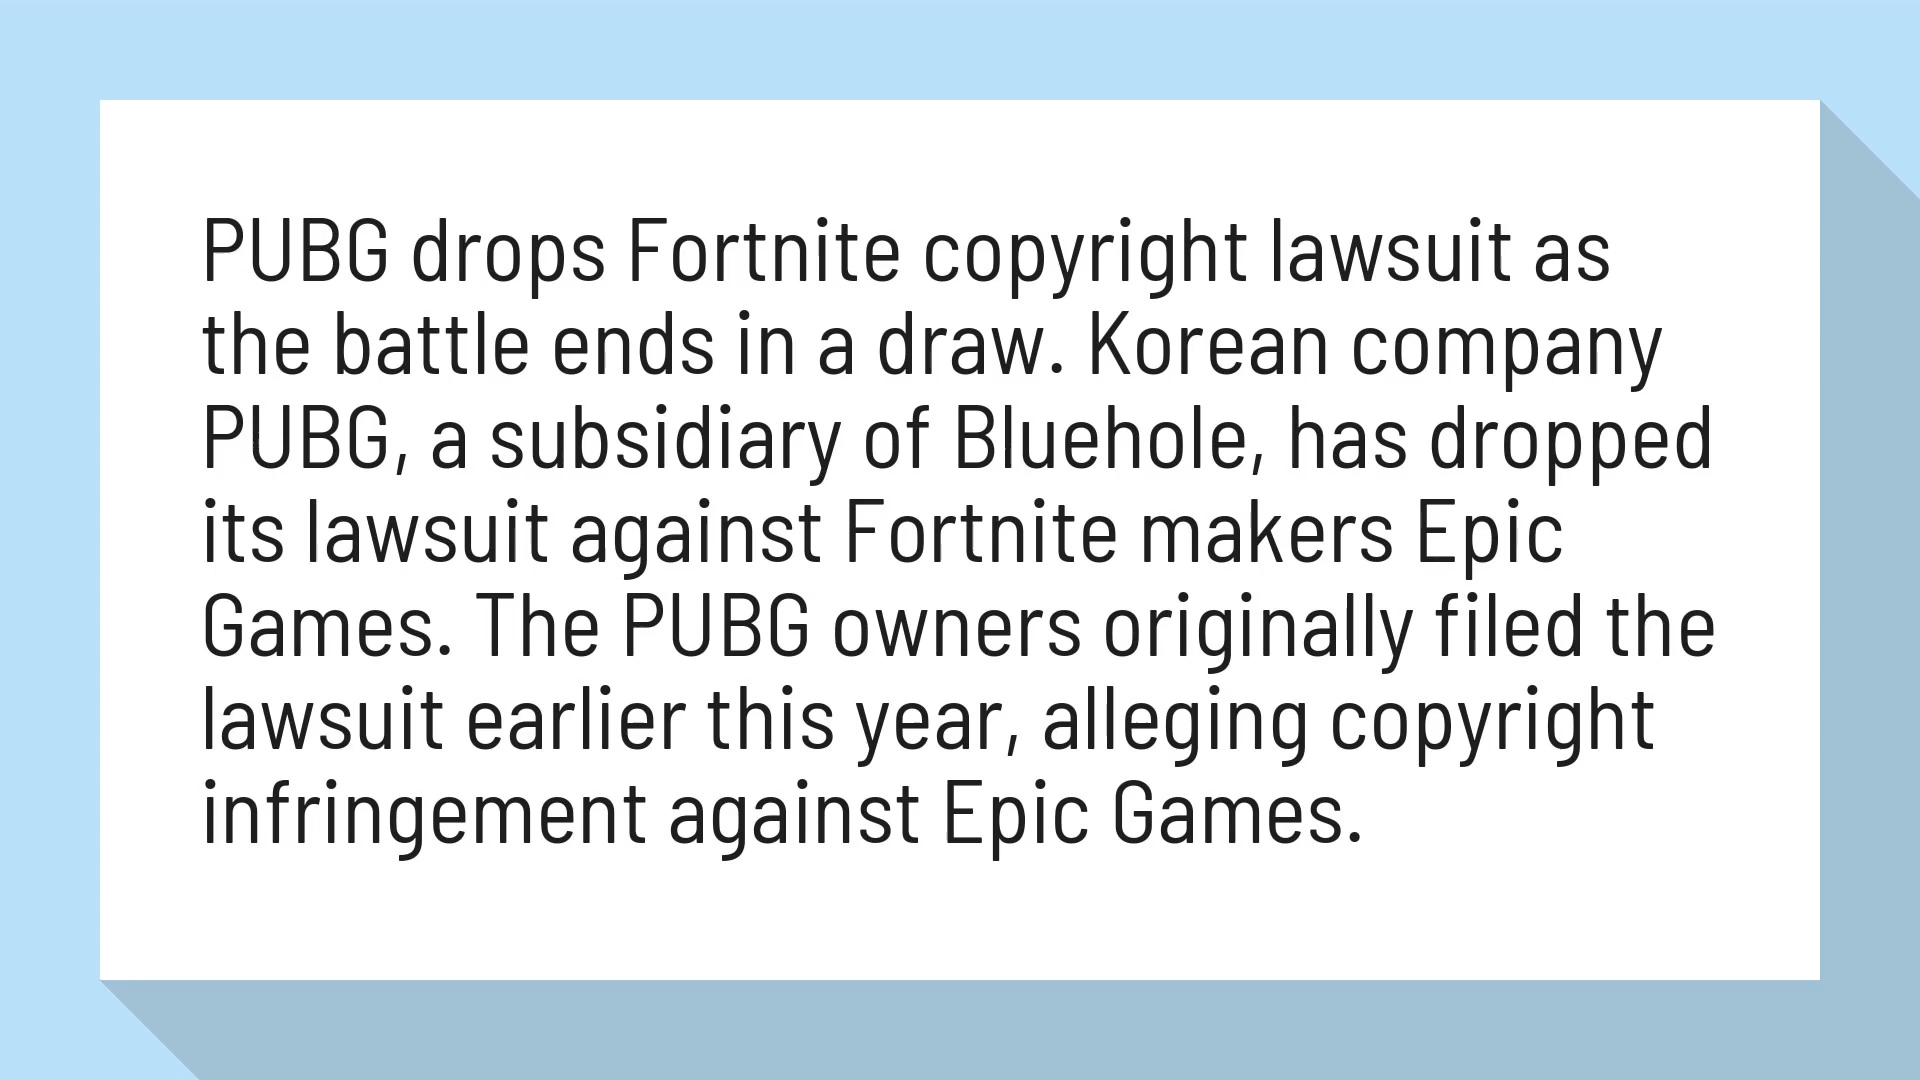 PUBG drops Fortnite copyright lawsuit as
the battle ends in a draw. Korean company
PUBG, a subsidiary of Bluehole, has dropped
its lawsuit against Fortnite makers Epic
Games. The PUBG owners originally filed the
lawsuit earlier this year, alleging copyright
infringement against Epic Games.